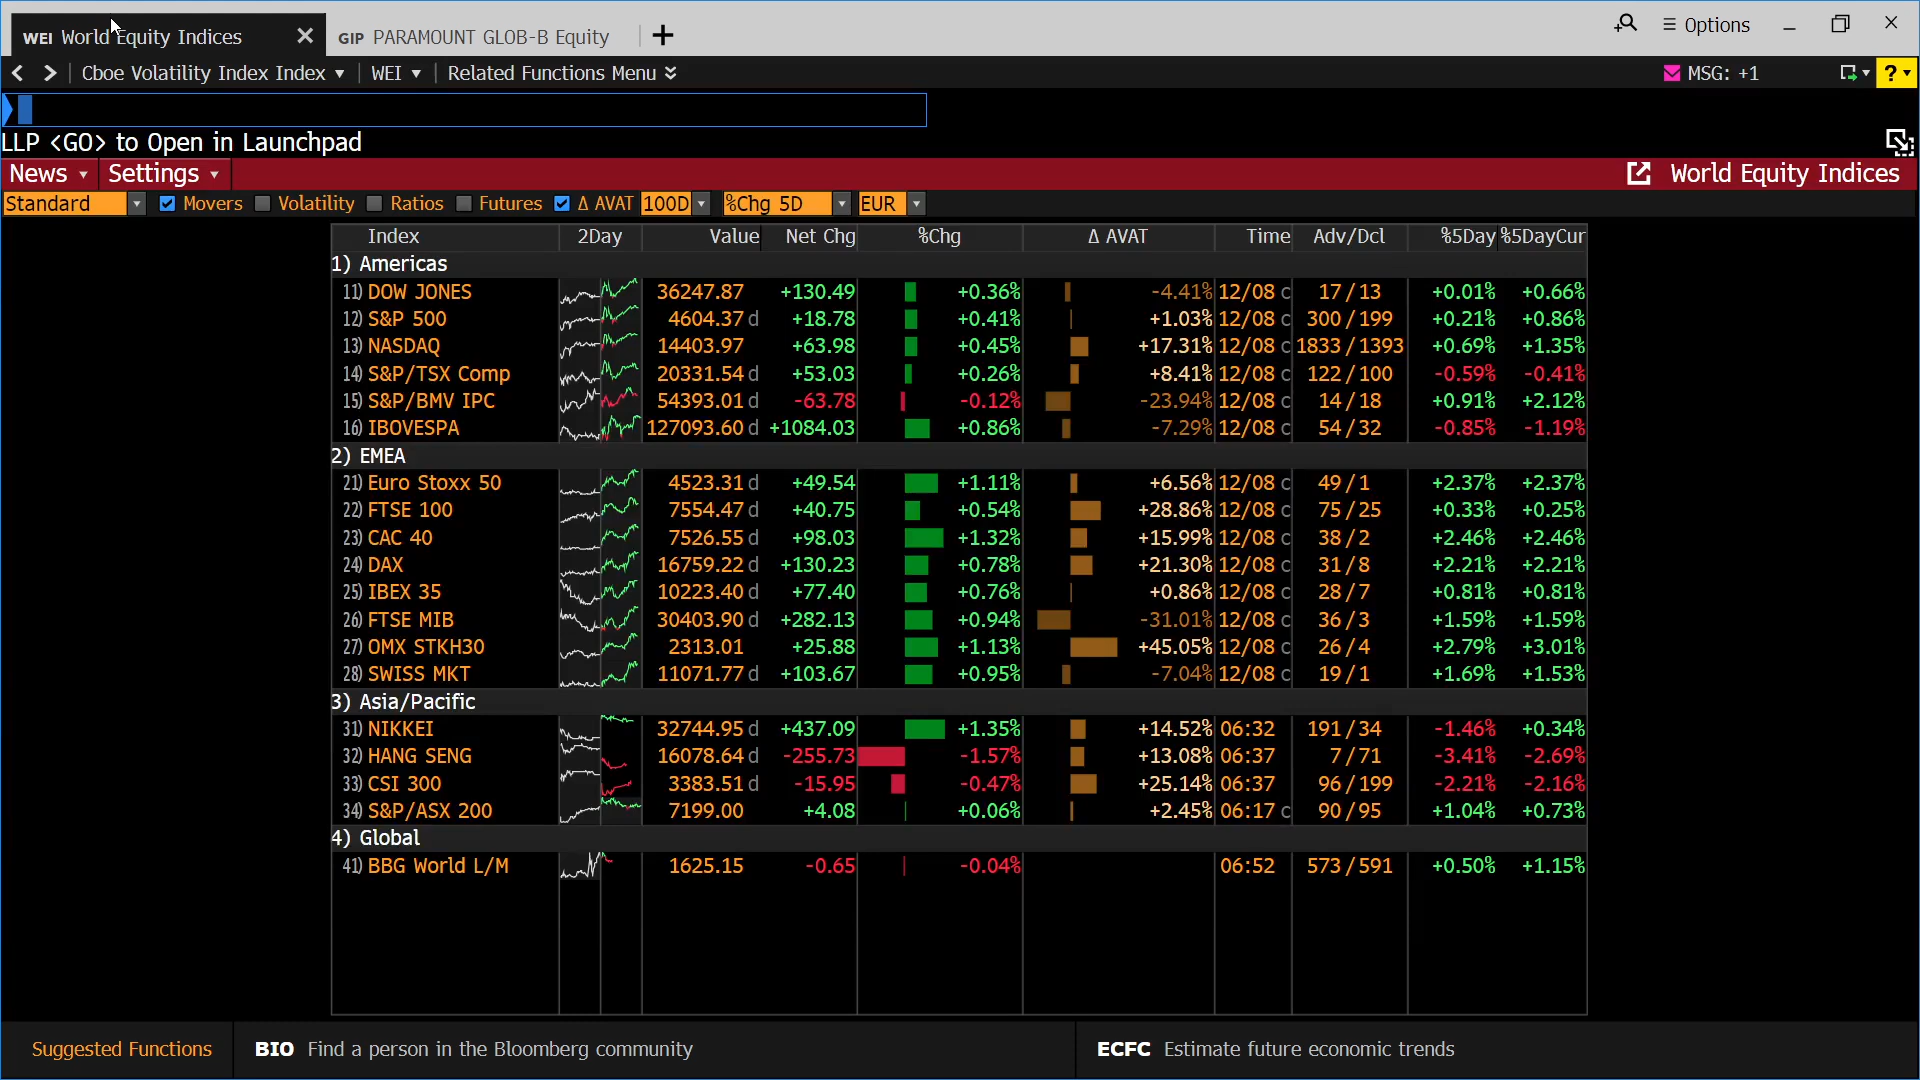 WEI World Equity Indices GIP PARAMOUNT GLOB-B Equity Options
Cboe Volatility Index Index WEI Related Functions Menu MSG: +1 ?
LLP <GO> to Open in Launchpad
News Settings World Equity Indices
Standard Movers Volatility Ratios Futures Δ AVAT 100D %Chg 5D EUR
Index 2Day Value Net Chg %Chg Δ AVAT Time Adv/Dcl %5Day %5DayCur
1) Americas
11) DOW JONES 36247.87 +130.49 +0.36% -4.41% 12/08 c 17 / 13 +0.01% +0.66%
12) S&P 500 4604.37 d +18.78 +0.41% +1.03% 12/08 c 300 / 199 +0.21% +0.86%
13) NASDAQ 14403.97 +63.98 +0.45% +17.31% 12/08 c 1833 / 1393 +0.69% +1.35%
14) S&P/TSX Comp 20331.54 d +53.03 +0.26% +8.41% 12/08 c 122 / 100 -0.59% -0.41%
15) S&P/BMV IPC 54393.01 d -63.78 -0.12% -23.94% 12/08 c 14 / 18 +0.91% +2.12%
16) IBOVESPA 127093.60 d +1084.03 +0.86% -7.29% 12/08 c 54 / 32 -0.85% -1.19%
2) EMEA
21) Euro Stoxx 50 4523.31 d +49.54 +1.11% +6.56% 12/08 c 49 / 1 +2.37% +2.37%
22) FTSE 100 7554.47 d +40.75 +0.54% +28.86% 12/08 c 75 / 25 +0.33% +0.25%
23) CAC 40 7526.55 d +98.03 +1.32% +15.99% 12/08 c 38 / 2 +2.46% +2.46%
24) DAX 16759.22 d +130.23 +0.78% +21.30% 12/08 c 31 / 8 +2.21% +2.21%
25) IBEX 35 10223.40 d +77.40 +0.76% +0.86% 12/08 c 28 / 7 +0.81% +0.81%
26) FTSE MIB 30403.90 d +282.13 +0.94% -31.01% 12/08 c 36 / 3 +1.59% +1.59%
27) OMX STKH30 2313.01 +25.88 +1.13% +45.05% 12/08 c 26 / 4 +2.79% +3.01%
28) SWISS MKT 11071.77 d +103.67 +0.95% -7.04% 12/08 c 19 / 1 +1.69% +1.53%
3) Asia/Pacific
31) NIKKEI 32744.95 d +437.09 +1.35% +14.52% 06:32 191 / 34 -1.46% +0.34%
32) HANG SENG 16078.64 d -255.73 -1.57% +13.08% 06:37 7 / 71 -3.41% -2.69%
33) CSI 300 3383.51 d -15.95 -0.47% +25.14% 06:37 96 / 199 -2.21% -2.16%
34) S&P/ASX 200 7199.00 +4.08 +0.06% +2.45% 06:17 c 90 / 95 +1.04% +0.73%
4) Global
41) BBG World L/M 1625.15 -0.65 -0.04% 06:52 573 / 591 +0.50% +1.15%
Suggested Functions BIO Find a person in the Bloomberg community ECFC Estimate future economic trends